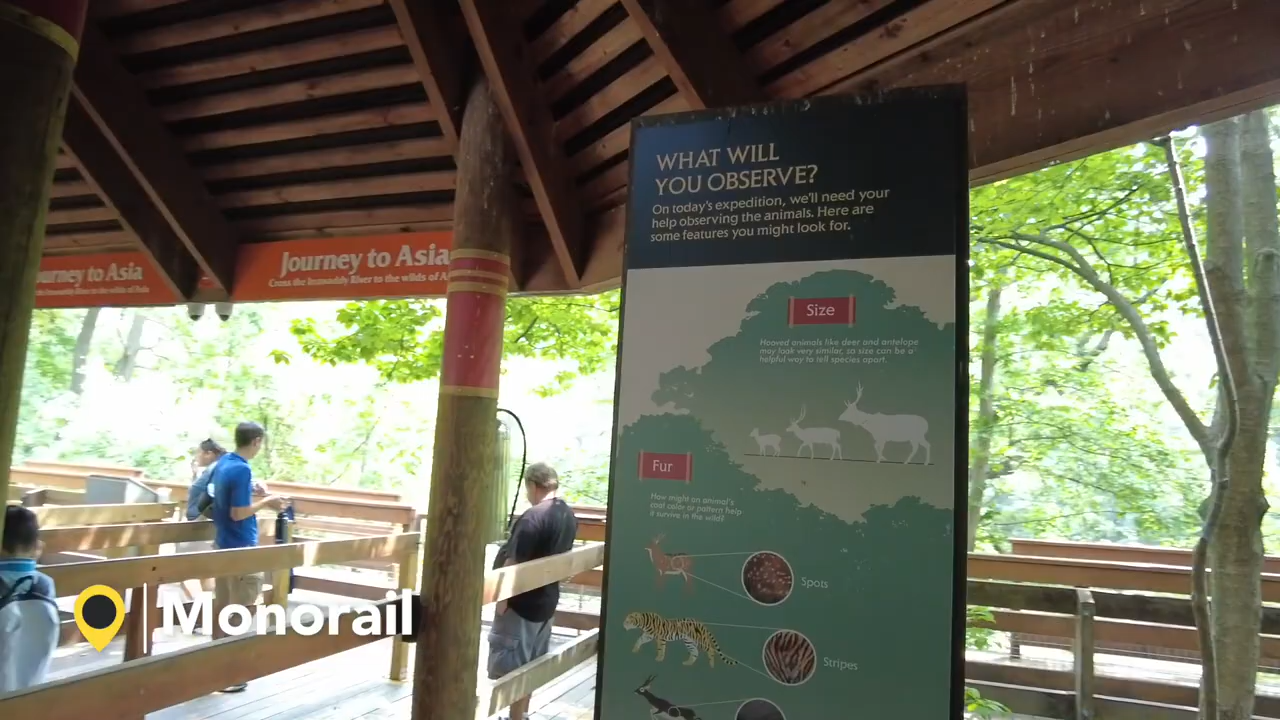 WHAT WILL
YOU OBSERVE?
On today's expedition, we'll need your
help observing the animals. Here are
some features you might look for.
ourney to Asia
Journey to Asia
Cross the Immoddy River to the wilds of A
Size
Hooved animals like deer and antelope
may look very similar, so size can be a
helpful way to tell species apart.
Fur
How might an animal's
coat color or pattern help
it survive in the wild?
Spots
Stripes
Monorail